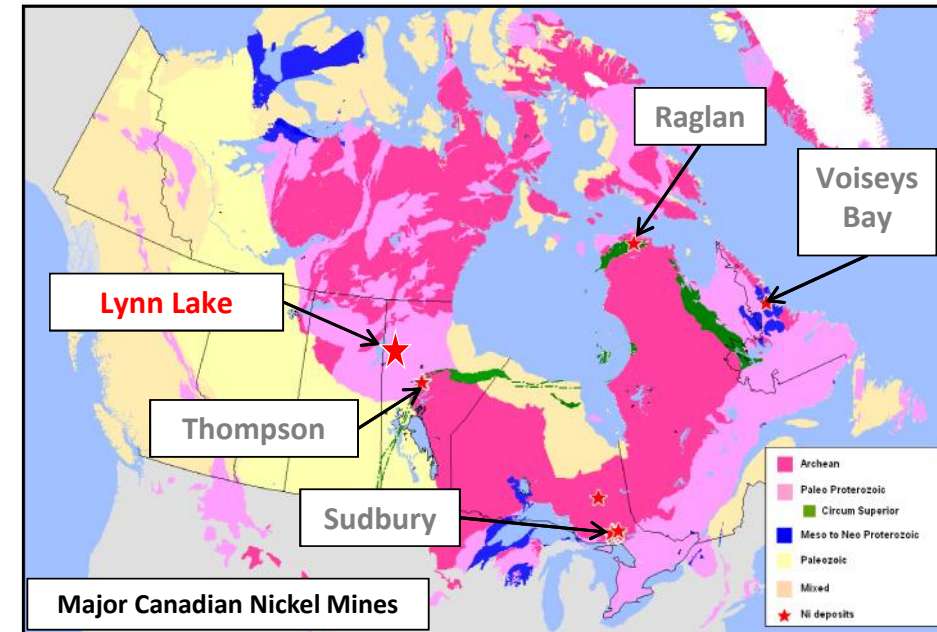 Raglan
Voiseys
Bay
Lynn Lake
Thompson
Sudbury
Major Canadian Nickel Mines
Archean
Paleo Proterozoic
Circum Superior
Meso to Neo Proterozoic
Paleozoic
Mixed
Ni deposits